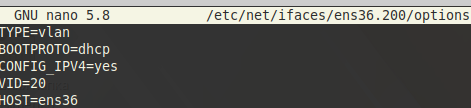 GNU nano 5.8 /etc/net/ifaces/ens36.200/options
TYPE=vlan
BOOTPROTO=dhcp
CONFIG_IPV4=yes
VID=20
HOST=ens36